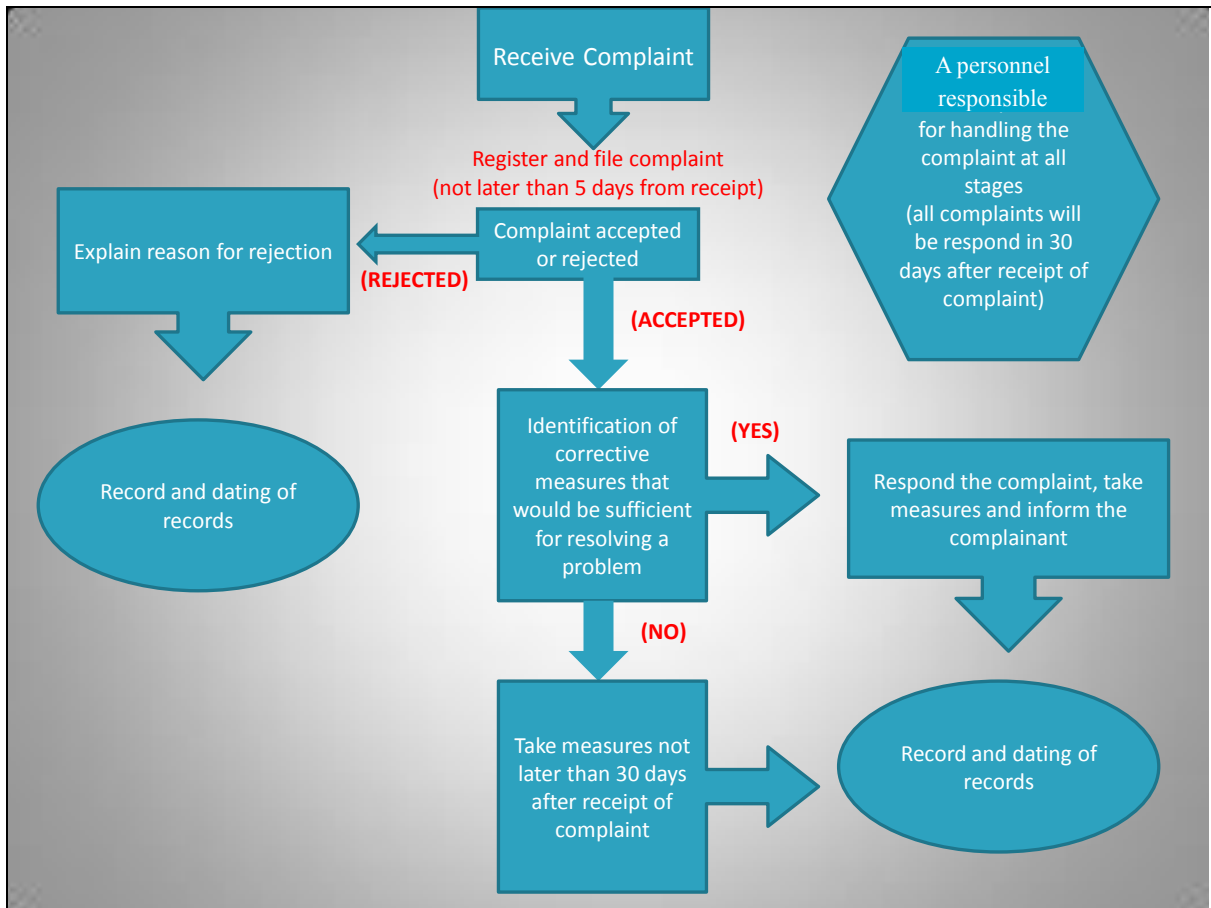 Receive Complaint
Register and file complaint
(not later than 5 days from receipt)
A personnel
responsible
for handling the
complaint at all
stages
(all complaints will
be respond in 30
days after receipt of
complaint)
Complaint accepted
or rejected
(REJECTED)
Explain reason for rejection
Record and dating of
records
(ACCEPTED)
Identification of
corrective
measures that
would be sufficient
for resolving a
problem
(YES)
Respond the complaint, take
measures and inform the
complainant
(NO)
Take measures not
later than 30 days
after receipt of
complaint
Record and dating of
records